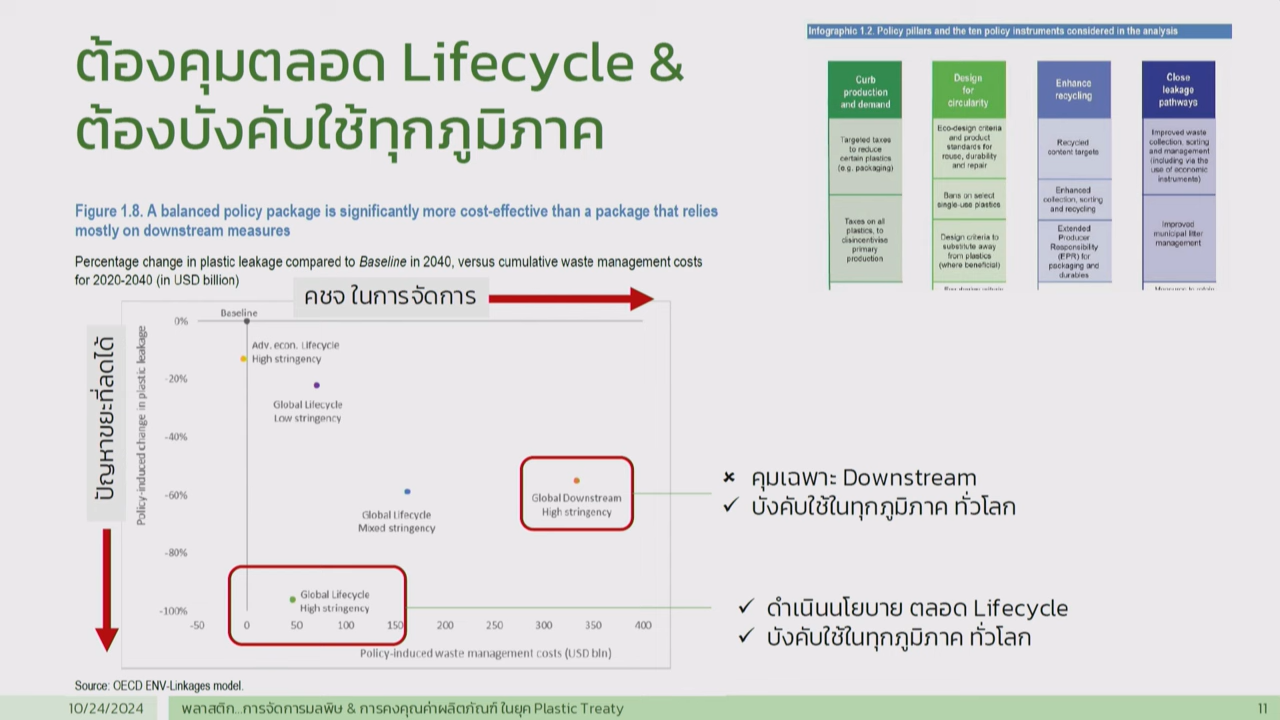 ต้องคุมตลอด Lifecycle &
ต้องบังคับใช้ทุกภูมิภาค
Infographic 1.2. Policy pillars and the ten policy instruments considered in the analysis
Curb
production
and demand
Targeted taxes
to reduce
certain plastics
(e.g. packaging)
Taxes on all
plastics, to
disincentivise
primary
production
Design
for
circularity
Eco-design criteria
and product
standards for
reuse, durability
and repair
Bans on select
single-use plastics
Design criteria to
substitute away
from plastics
(where beneficial)
Enhance
recycling
Recycled
content targets
Enhanced
collection, sorting
and recycling
Extended
Producer
Responsibility
(EPR) for
packaging and
durables
Close
leakage
pathways
Improved waste
collection, sorting
and management
(including via the
use of economic
instruments)
Improved
municipal litter
management
Figure 1.8. A balanced policy package is significantly more cost-effective than a package that relies
mostly on downstream measures
Percentage change in plastic leakage compared to Baseline in 2040, versus cumulative waste management costs
for 2020-2040 (in USD billion)
คชจ ในการจัดการ
ปัญหาขยะที่ลดได้
Policy-induced change in plastic leakage
Baseline
0%
Adv. econ. Lifecycle
High stringency
-20%
Global Lifecycle
Low stringency
-40%
-60%
Global Downstream
High stringency
Global Lifecycle
Mixed stringency
-80%
Global Lifecycle
High stringency
-100%
-50 0 50 100 150 200 250 300 350 400
Policy-induced waste management costs (USD bln)
× คุมเฉพาะ Downstream
✓ บังคับใช้ในทุกภูมิภาค ทั่วโลก
✓ ดำเนินนโยบาย ตลอด Lifecycle
✓ บังคับใช้ในทุกภูมิภาค ทั่วโลก
Source: OECD ENV-Linkages model.
10/24/2024 พลาสติก...การจัดการมลพิษ & การคงคุณค่าผลิตภัณฑ์ ในยุค Plastic Treaty 11